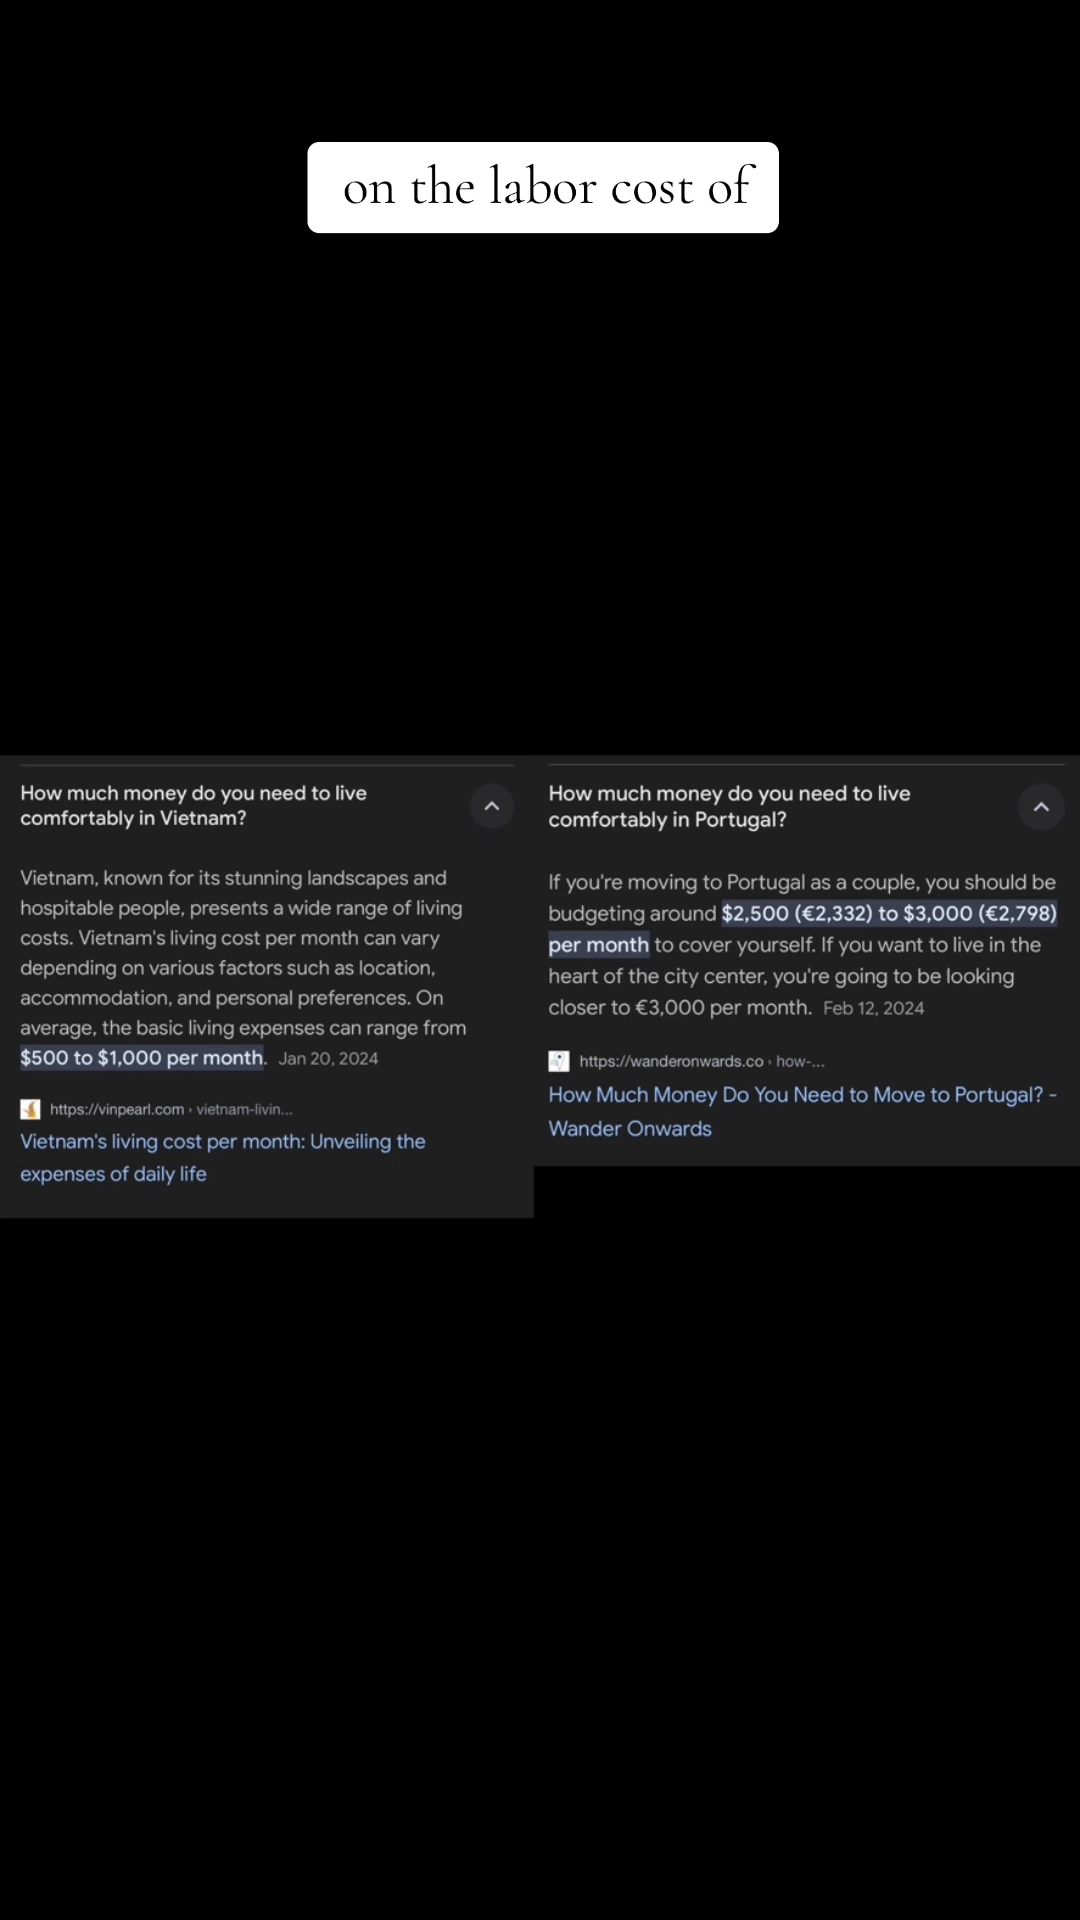 on the labor cost of
How much money do you need to live
comfortably in Vietnam?
Vietnam, known for its stunning landscapes and
hospitable people, presents a wide range of living
costs. Vietnam's living cost per month can vary
depending on various factors such as location,
accommodation, and personal preferences. On
average, the basic living expenses can range from
$500 to $1,000 per month. Jan 20, 2024
https://vinpearl.com › vietnam-livin...
Vietnam's living cost per month: Unveiling the
expenses of daily life
How much money do you need to live
comfortably in Portugal?
If you're moving to Portugal as a couple, you should be
budgeting around $2,500 (€2,332) to $3,000 (€2,798)
per month to cover yourself. If you want to live in the
heart of the city center, you're going to be looking
closer to €3,000 per month. Feb 12, 2024
https://wanderonwards.co › how-...
How Much Money Do You Need to Move to Portugal? -
Wander Onwards